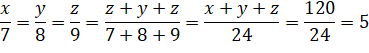 x/7 = y/8 = z/9 = (z + y + z)/(7 + 8 + 9) = (x + y + z)/24 = 120/24 = 5